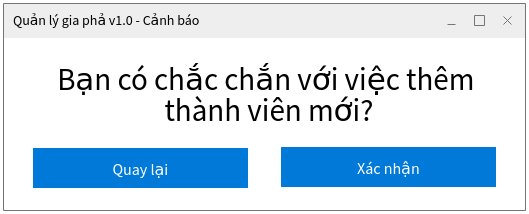 Quản lý gia phả v1.0 - Cảnh báo
Bạn có chắc chắn với việc thêm
thành viên mới?
Quay lại
Xác nhận